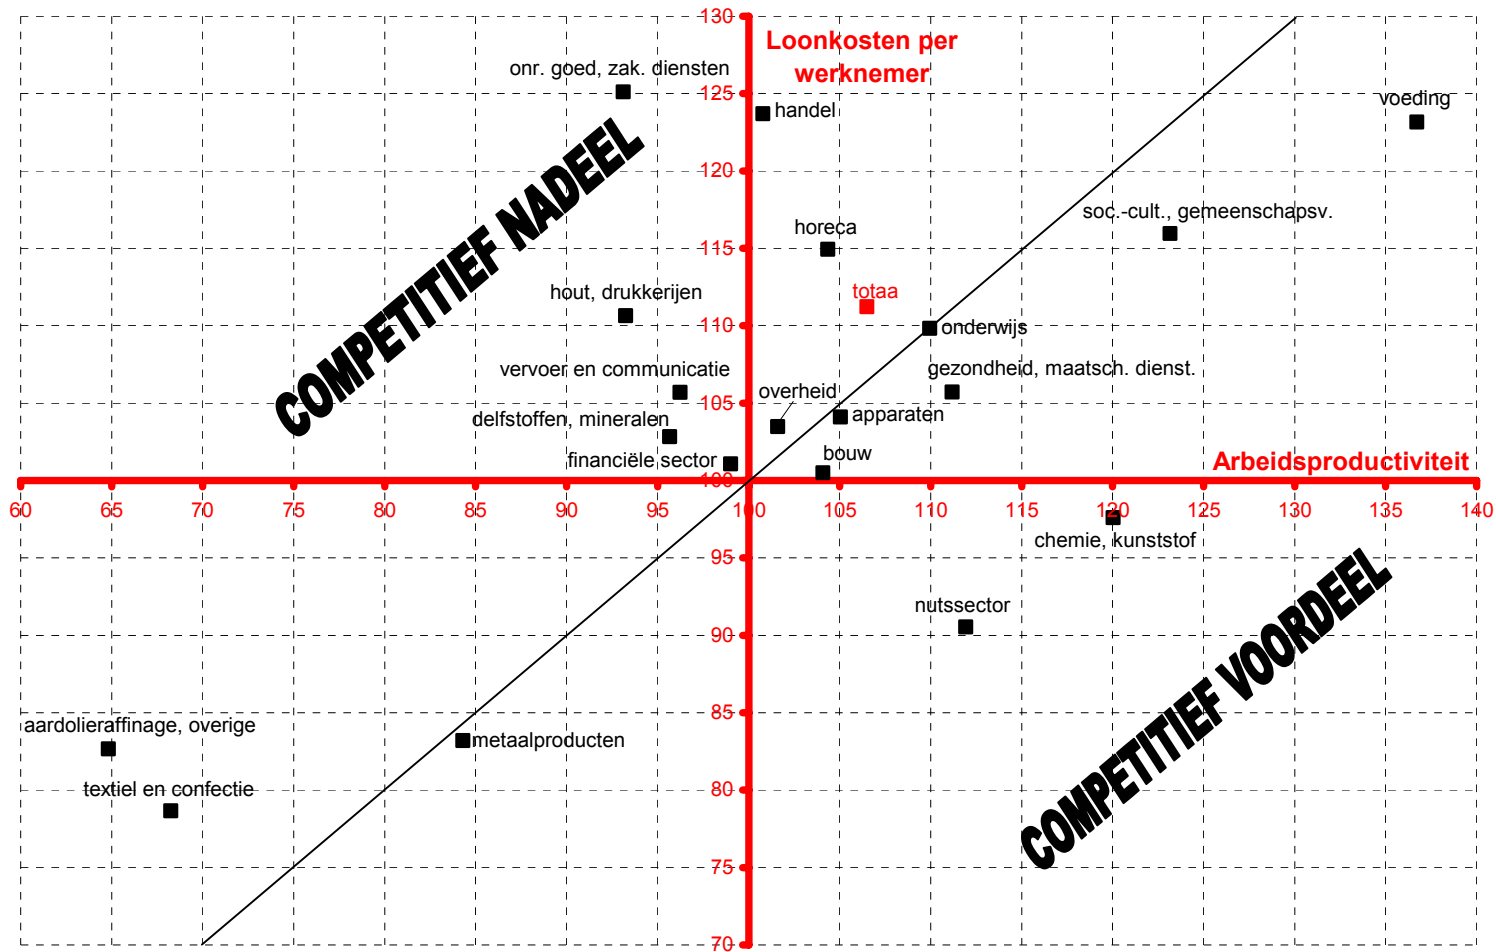 130
Loonkosten per
werknemer
onr. goed, zak. diensten
125
handel
voeding
120
soc.-cult., gemeenschapsv.
horeca
115
COMPETITIEF NADEEL
hout, drukkerijen
totaa
110
onderwijs
vervoer en communicatie
gezondheid, maatsch. dienst.
overheid
105
delfstoffen, mineralen
apparaten
bouw
financiële sector
Arbeidsproductiviteit
100
60 65 70 75 80 85 90 95 100 105 110 115 120 125 130 135 140
chemie, kunststof
95
nutssector
90
COMPETITIEF VOORDEEL
85
aardolieraffinage, overige
metaalproducten
80
textiel en confectie
75
70